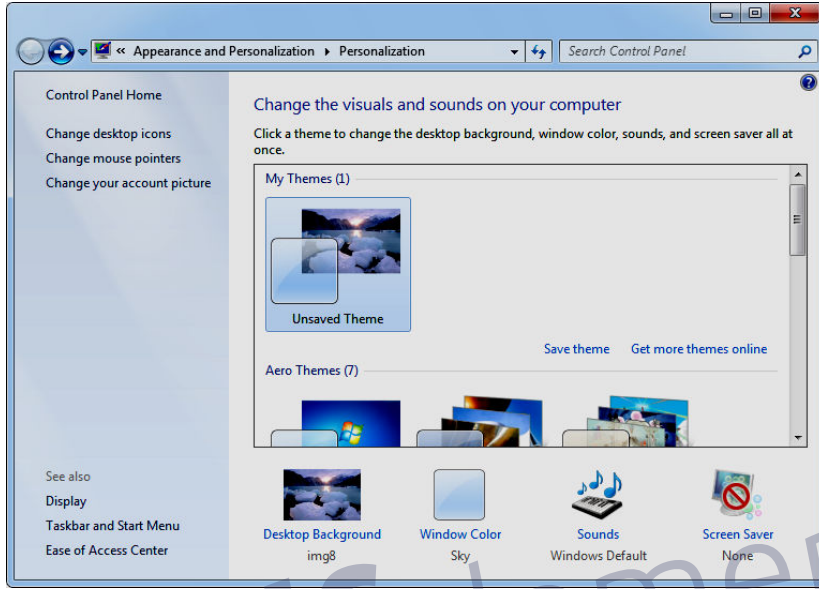 « Appearance and Personalization Personalization
Search Control Panel
Control Panel Home
Change desktop icons
Change mouse pointers
Change your account picture
Change the visuals and sounds on your computer
Click a theme to change the desktop background, window color, sounds, and screen saver all at
once.
My Themes (1)
Unsaved Theme
Save theme Get more themes online
Aero Themes (7)
See also
Display
Taskbar and Start Menu
Ease of Access Center
Desktop Background
img8
Window Color
Sky
Sounds
Windows Default
Screen Saver
None